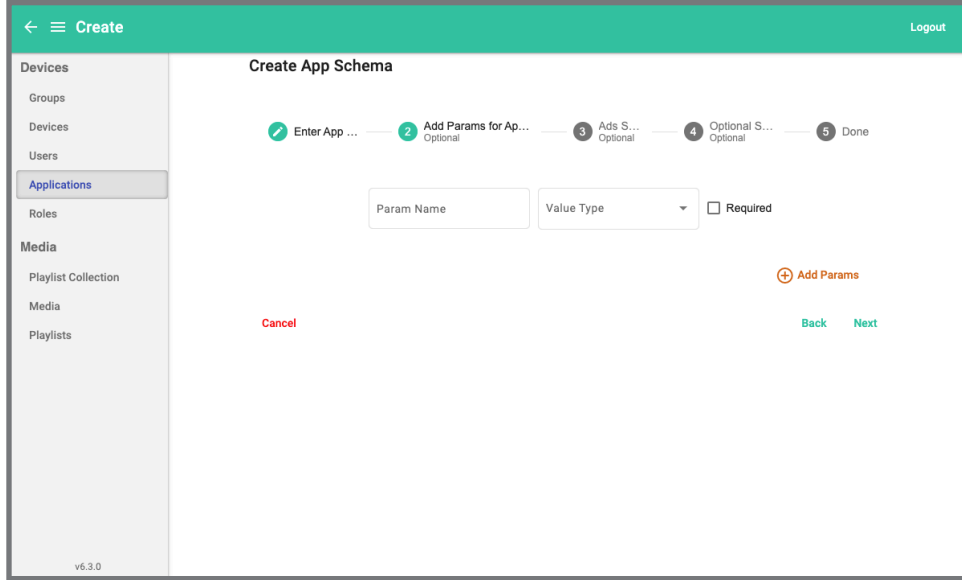 Create
Logout
Devices
Groups
Devices
Users
Applications
Roles
Media
Playlist Collection
Media
Playlists
v6.3.0
Create App Schema
Enter App ...
2 Add Params for Ap...
Optional
3 Ads S...
Optional
4 Optional S...
Optional
5 Done
Param Name
Value Type
Required
Add Params
Cancel
Back
Next